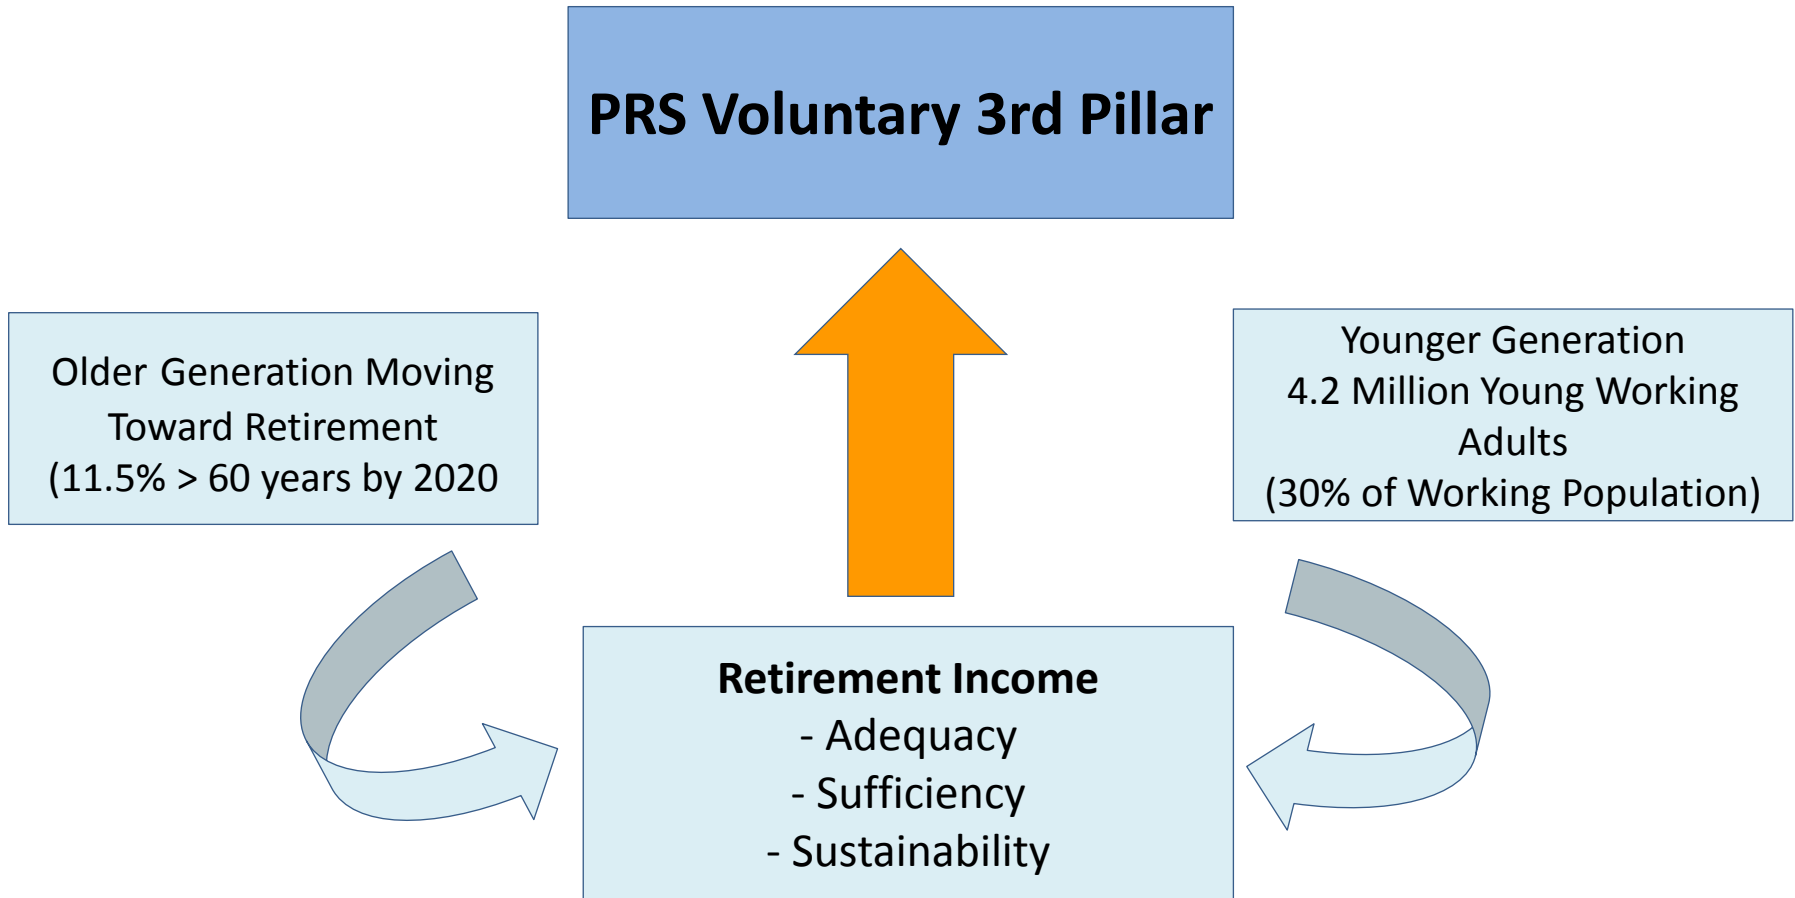 PRS Voluntary 3rd Pillar
Older Generation Moving
Toward Retirement
(11.5% > 60 years by 2020
Younger Generation
4.2 Million Young Working
Adults
(30% of Working Population)
Retirement Income
- Adequacy
- Sufficiency
- Sustainability